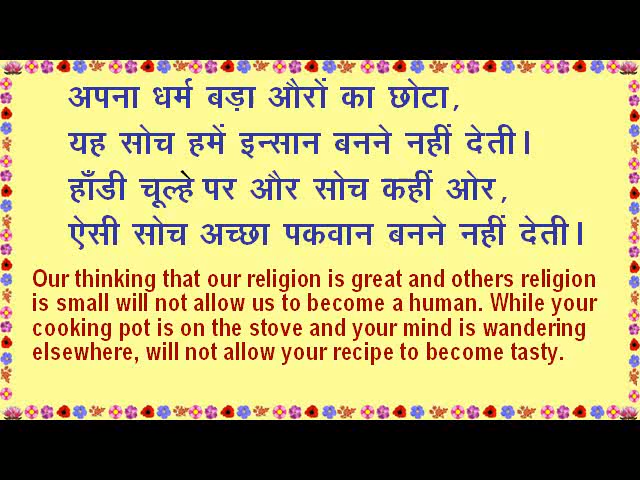 अपना धर्म बड़ा औरों का छोटा,
यह सोच हमें इन्सान बनने नहीं देती।
हाँडी चूल्हे पर और सोच कहीं ओर,
ऐसी सोच अच्छा पकवान बनने नहीं देती।
Our thinking that our religion is great and others religion
is small will not allow us to become a human. While your
cooking pot is on the stove and your mind is wandering
elsewhere, will not allow your recipe to become tasty.